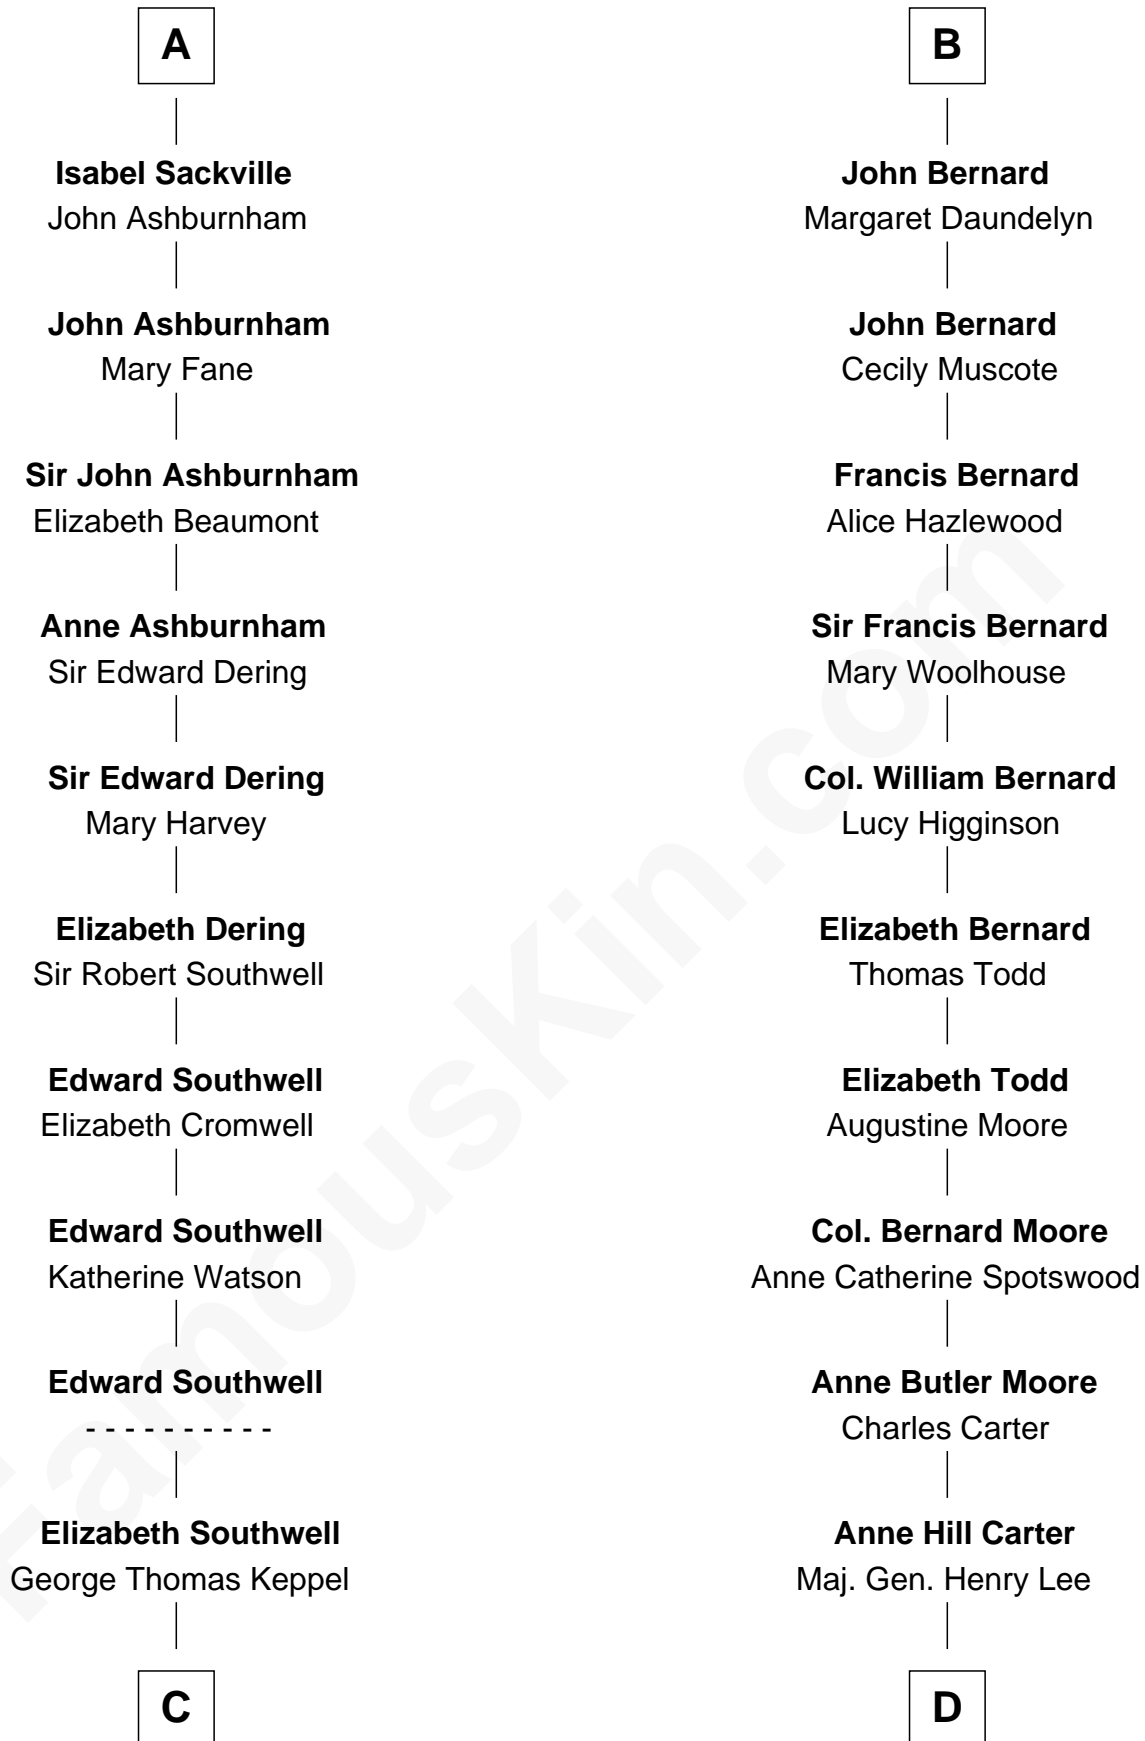 A
Isabel Sackville
John Ashburnham
John Ashburnham
Mary Fane
Sir John Ashburnham
Elizabeth Beaumont
Anne Ashburnham
Sir Edward Dering
Sir Edward Dering
Mary Harvey
Elizabeth Dering
Sir Robert Southwell
Edward Southwell
Elizabeth Cromwell
Edward Southwell
Katherine Watson
Edward Southwell
- - - - - - - - - -
Elizabeth Southwell
George Thomas Keppel
C
B
John Bernard
Margaret Daundelyn
John Bernard
Cecily Muscote
Francis Bernard
Alice Hazlewood
Sir Francis Bernard
Mary Woolhouse
Col. William Bernard
Lucy Higginson
Elizabeth Bernard
Thomas Todd
Elizabeth Todd
Augustine Moore
Col. Bernard Moore
Anne Catherine Spotswood
Anne Butler Moore
Charles Carter
Anne Hill Carter
Maj. Gen. Henry Lee
D
FamousKin.com